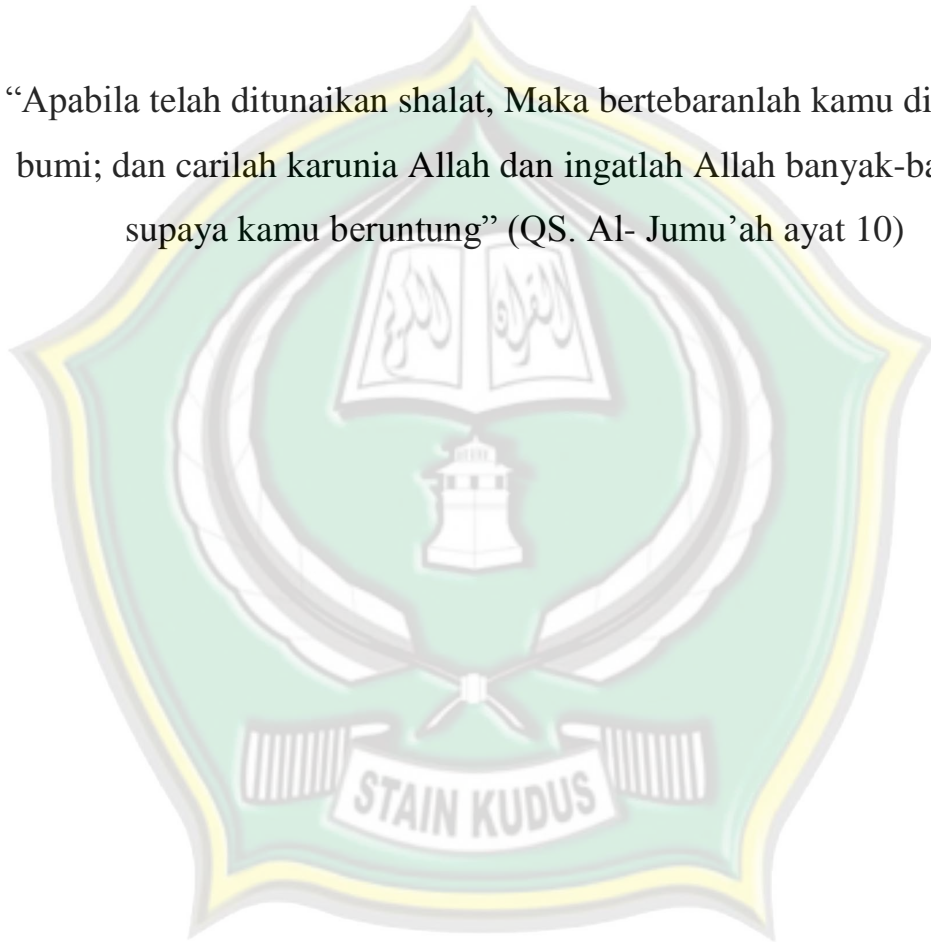 “Apabila telah ditunaikan shalat, Maka bertebaranlah kamu di
bumi; dan carilah karunia Allah dan ingatlah Allah banyak-ba
supaya kamu beruntung” (QS. Al- Jumu’ah ayat 10)
STAIN KUDUS